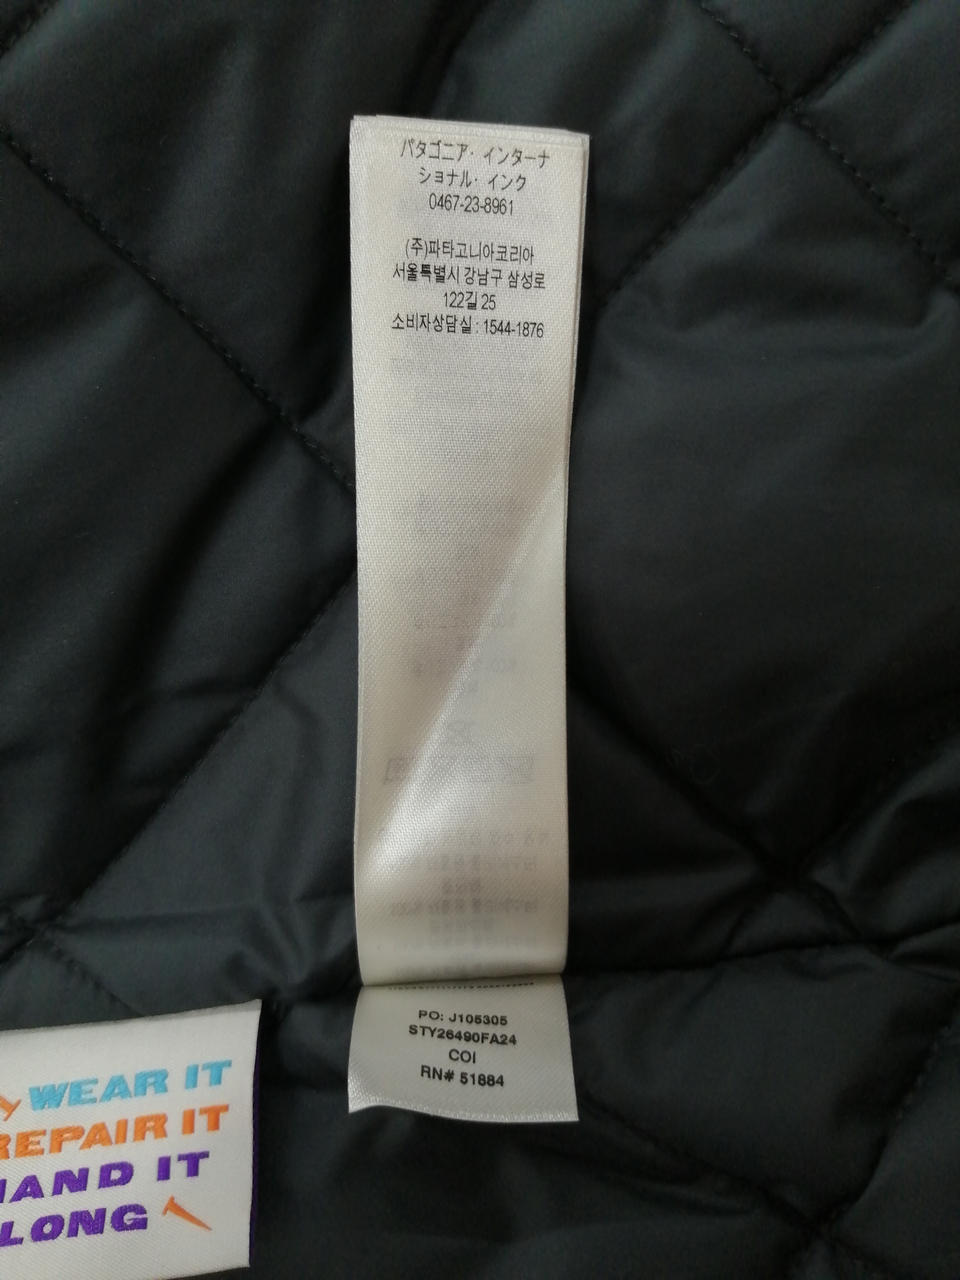 パタゴニア・インターナ
ショナル・インク
0467-23-8961
(주)파타고니아코리아
서울특별시 강남구 삼성로
122길 25
소비자상담실 : 1544-1876
PO: J105305
STY26490FA24
COI
RN# 51884
WEAR IT
REPAIR IT
HAND IT
LONG